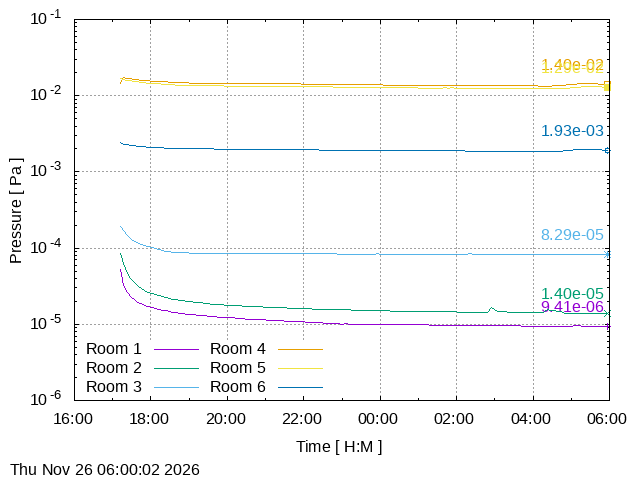 10^-1
10^-2
10^-3
10^-4
10^-5
10^-6
Pressure [ Pa ]
1.40e-02
1.93e-03
8.29e-05
1.40e-05
9.41e-06
Room 1 Room 4
Room 2 Room 5
Room 3 Room 6
16:00 18:00 20:00 22:00 00:00 02:00 04:00 06:00
Time [ H:M ]
Thu Nov 26 06:00:02 2026